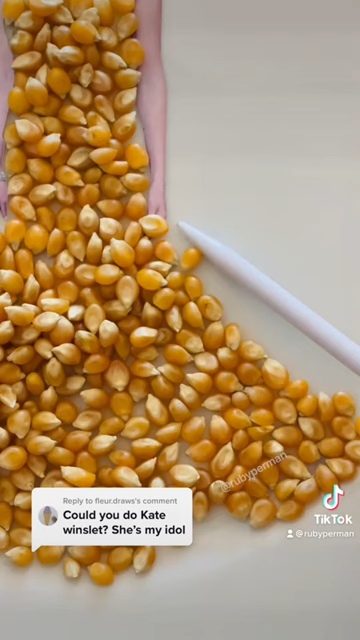 @rubyperman
Reply to fleur.draws's comment
Could you do Kate
winslet? She's my idol
TikTok
@rubyperman